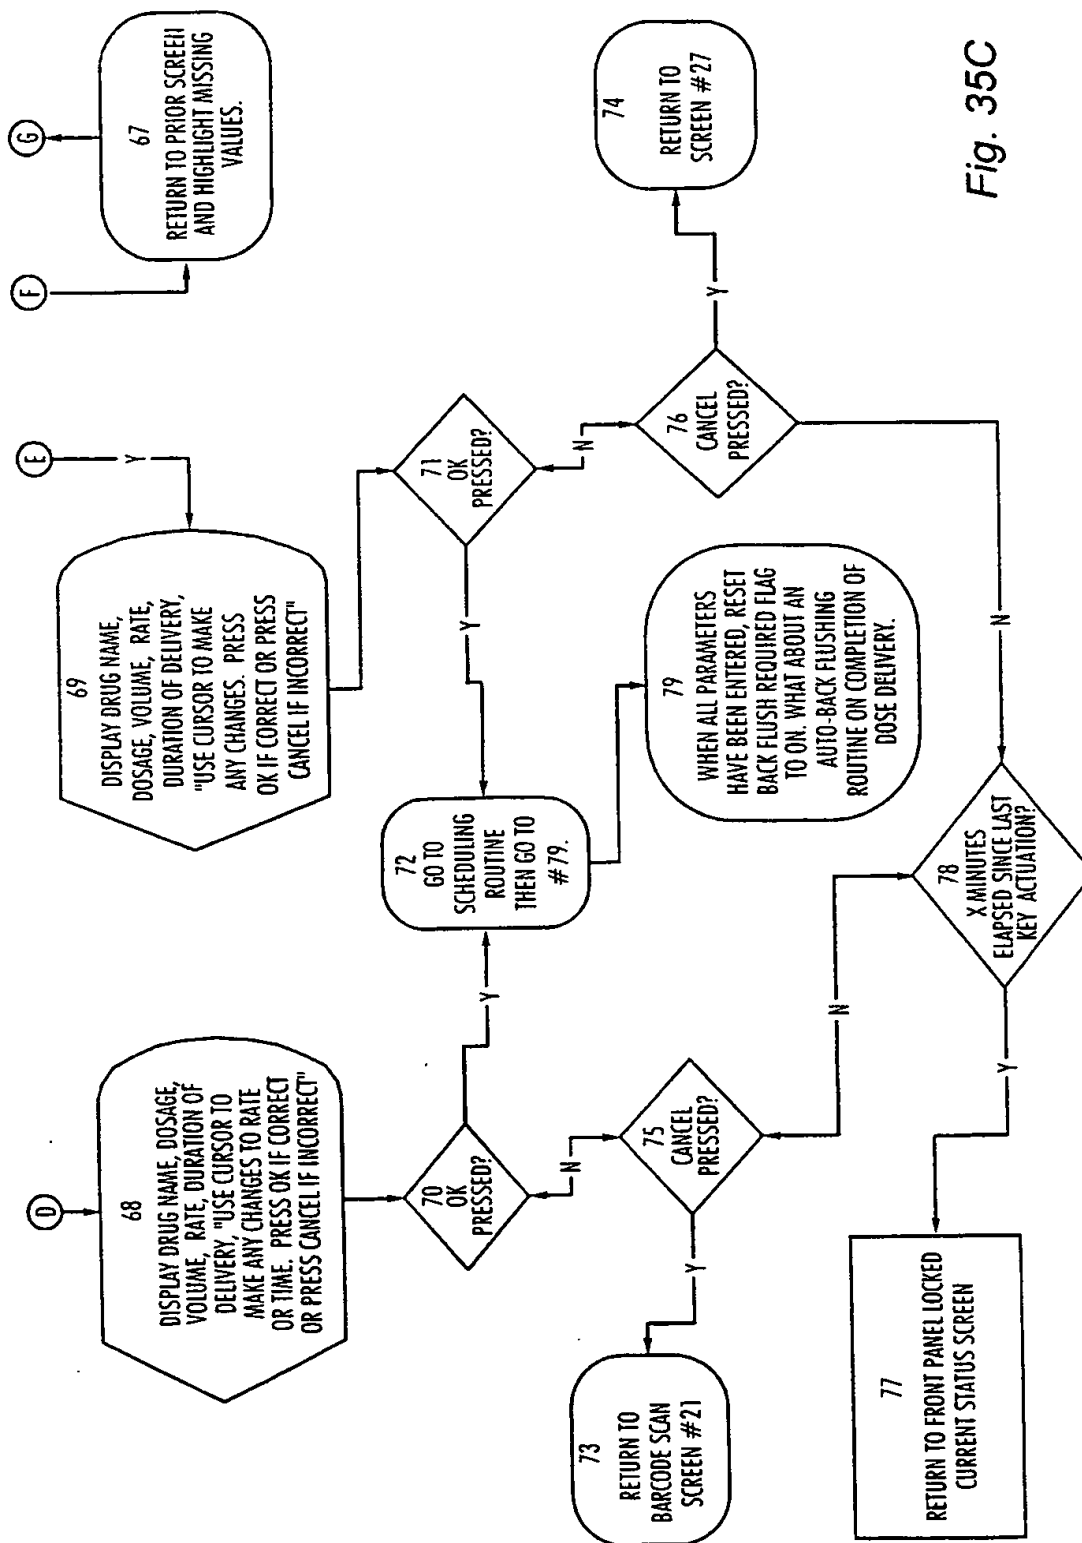 D
68
DISPLAY DRUG NAME, DOSAGE,
VOLUME, RATE, DURATION OF
DELIVERY, "USE CURSOR TO
MAKE ANY CHANGES TO RATE
OR TIME. PRESS OK IF CORRECT
OR PRESS CANCEL IF INCORRECT"
E
Y
69
DISPLAY DRUG NAME,
DOSAGE, VOLUME, RATE,
DURATION OF DELIVERY,
"USE CURSOR TO MAKE
ANY CHANGES. PRESS
OK IF CORRECT OR PRESS
CANCEL IF INCORRECT"
F
G
67
RETURN TO PRIOR SCREEN
AND HIGHLIGHT MISSING
VALUES.
70
OK
PRESSED?
Y
N
72
GO TO
SCHEDULING
ROUTINE
THEN GO TO
#79.
71
OK
PRESSED?
Y
N
73
RETURN TO
BARCODE SCAN
SCREEN #21
Y
75
CANCEL
PRESSED?
N
79
WHEN ALL PARAMETERS
HAVE BEEN ENTERED, RESET
BACK FLUSH REQUIRED FLAG
TO ON. WHAT ABOUT AN
AUTO-BACK FLUSHING
ROUTINE ON COMPLETION OF
DOSE DELIVERY.
76
CANCEL
PRESSED?
Y
N
74
RETURN TO
SCREEN #27
77
RETURN TO FRONT PANEL LOCKED
CURRENT STATUS SCREEN
Y
78
X MINUTES
ELAPSED SINCE LAST
KEY ACTUATION?
Fig. 35C